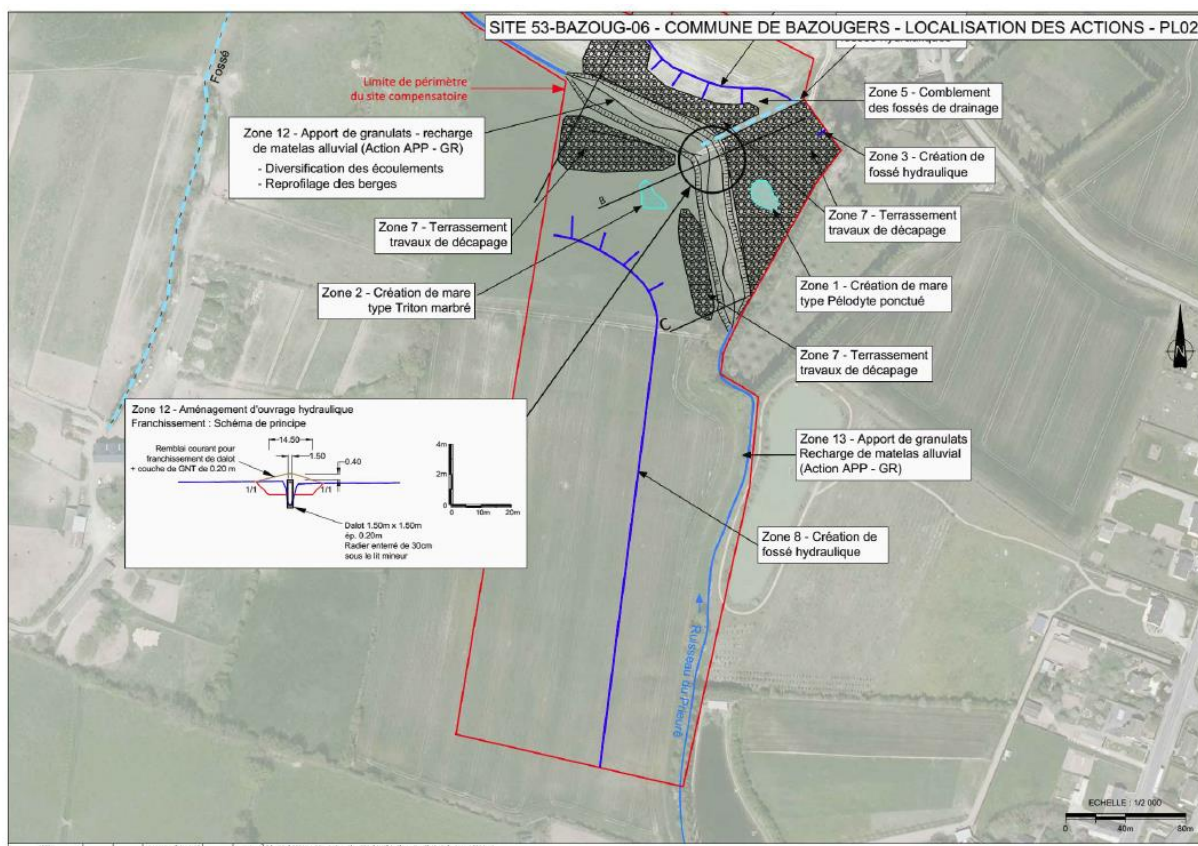 SITE 53-BAZOUG-06 - COMMUNE DE BAZOUGERS - LOCALISATION DES ACTIONS - PL02
Fossé
Limite de périmètre
du site compensatoire
Zone 5 - Comblement
des fossés de drainage
Zone 12 - Apport de granulats - recharge
de matelas alluvial (Action APP - GR)
- Diversification des écoulements
- Reprofilage des berges
Zone 3 - Création de
fossé hydraulique
Zone 7 - Terrassement
travaux de décapage
Zone 7 - Terrassement
travaux de décapage
B
Zone 2 - Création de mare
type Triton marbré
Zone 1 - Création de mare
type Pélodyte ponctué
C
N
Zone 7 - Terrassement
travaux de décapage
Zone 12 - Aménagement d'ouvrage hydraulique
Franchissement : Schéma de principe
14.50
1.50
0.40
Remblai courant pour
franchissement de dalot
+ couche de GNT de 0.20 m
1/1
1/1
Dalot 1.50m x 1.50m
ép. 0.20m
Radier enterré de 30cm
sous le lit mineur
4m
2m
0
0
10m
20m
Zone 13 - Apport de granulats
Recharge de matelas alluvial
(Action APP - GR)
Zone 8 - Création de
fossé hydraulique
Ruisseau du Prieuré
ECHELLE : 1/2 000
0
40m
80m